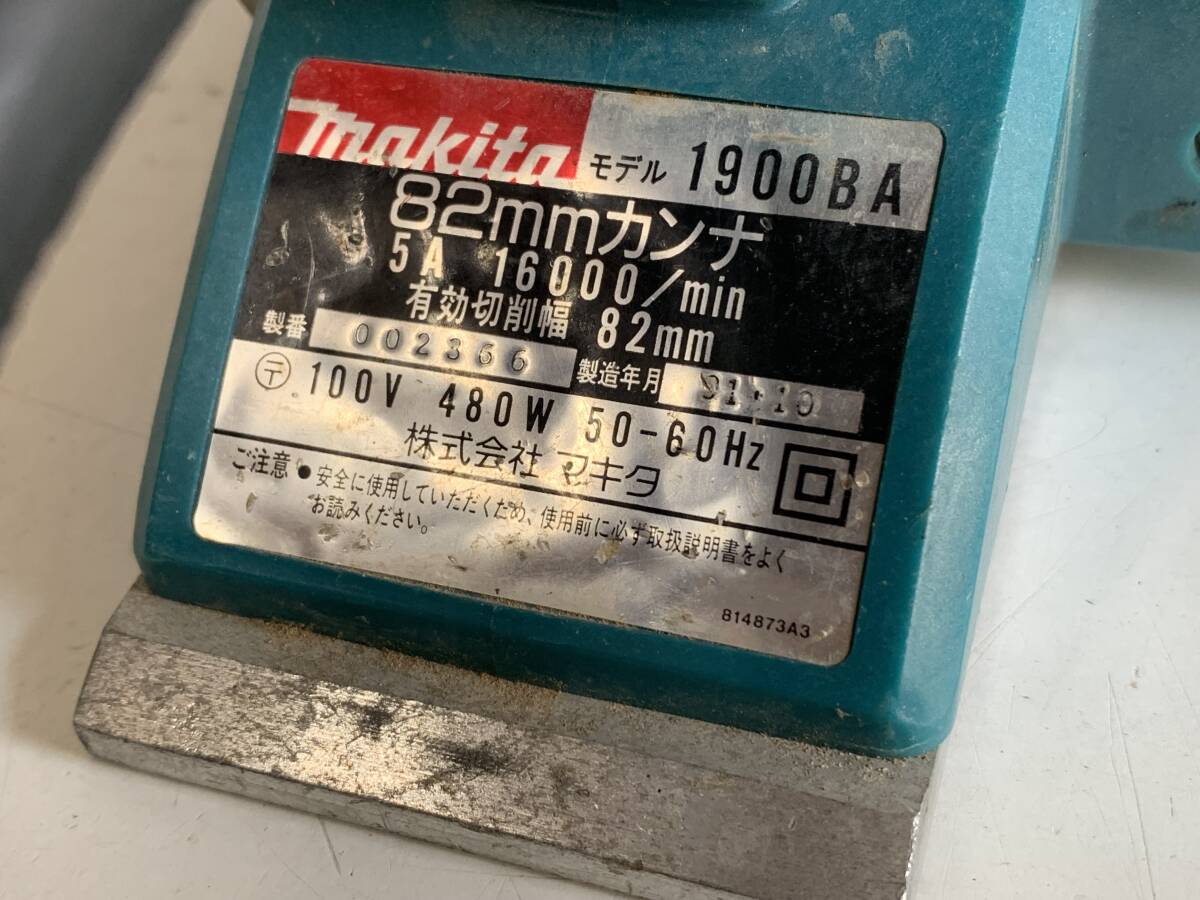 makita モデル 1900BA
82mmカンナ
5A 16000/min
有効切削幅 82mm
製番 002366 製造年月 91・10
〒 100V 480W 50-60Hz
株式会社 マキタ
ご注意 ● 安全に使用していただくため、使用前に必ず取扱説明書をよく
お読みください。
814873A3